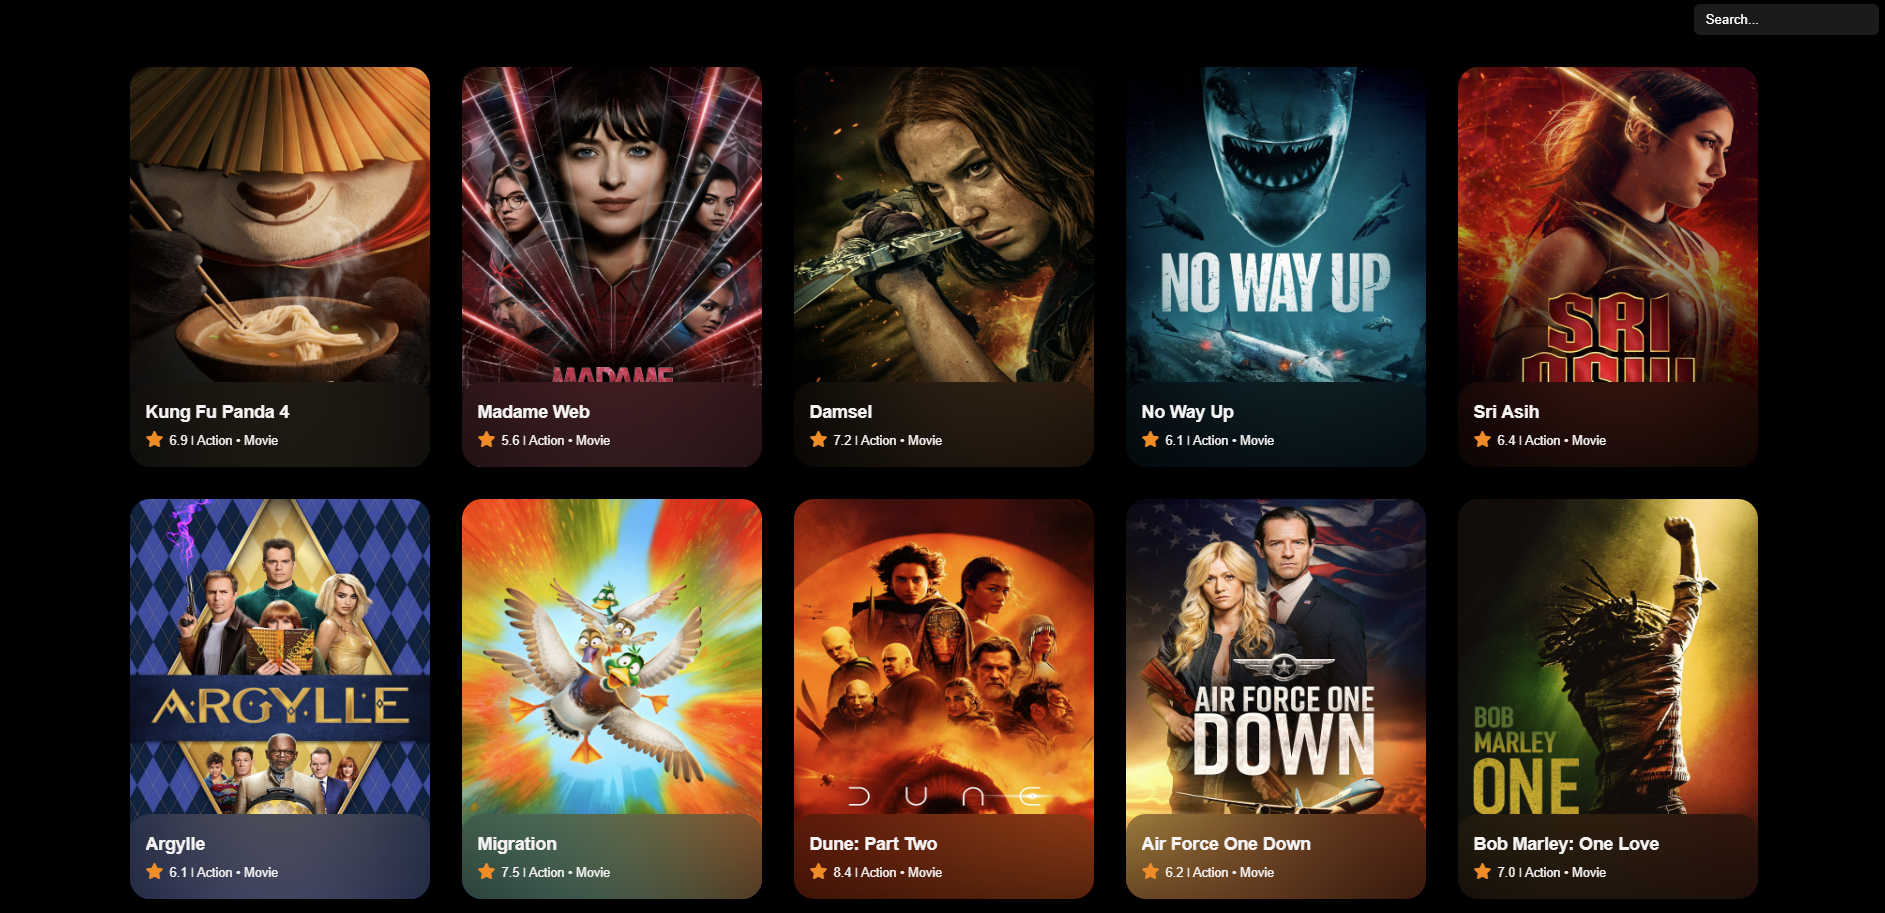 Search...
MADAME
NO WAY UP
SRI
ASIH
Kung Fu Panda 4
6.9 | Action • Movie
Madame Web
5.6 | Action • Movie
Damsel
7.2 | Action • Movie
No Way Up
6.1 | Action • Movie
Sri Asih
6.4 | Action • Movie
ARGYLLE
DUNE
AIR FORCE ONE
DOWN
BOB
MARLEY
ONE
Argylle
6.1 | Action • Movie
Migration
7.5 | Action • Movie
Dune: Part Two
8.4 | Action • Movie
Air Force One Down
6.2 | Action • Movie
Bob Marley: One Love
7.0 | Action • Movie